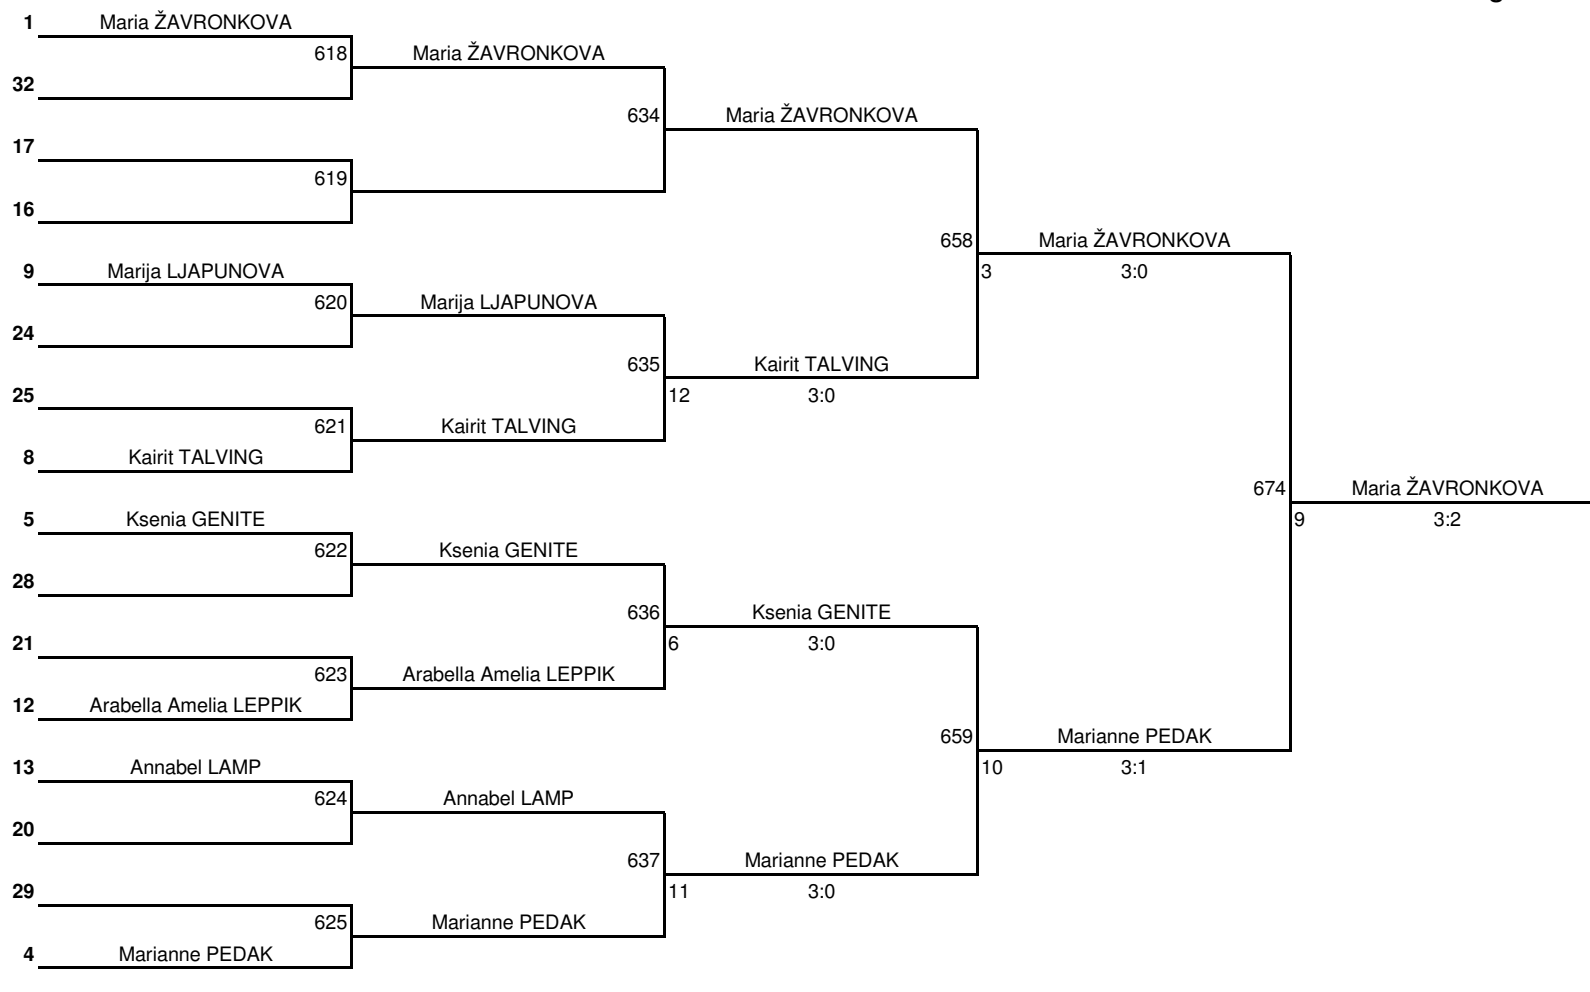 1 Maria ŽAVRONKOVA
618 Maria ŽAVRONKOVA
32
634 Maria ŽAVRONKOVA
17
619
16
658 Maria ŽAVRONKOVA
3 3:0
9 Marija LJAPUNOVA
620 Marija LJAPUNOVA
24
635 Kairit TALVING
12 3:0
25
621 Kairit TALVING
8 Kairit TALVING
674 Maria ŽAVRONKOVA
9 3:2
5 Ksenia GENITE
622 Ksenia GENITE
28
636 Ksenia GENITE
6 3:0
21
623 Arabella Amelia LEPPIK
12 Arabella Amelia LEPPIK
659 Marianne PEDAK
10 3:1
13 Annabel LAMP
624 Annabel LAMP
20
637 Marianne PEDAK
11 3:0
29
625 Marianne PEDAK
4 Marianne PEDAK